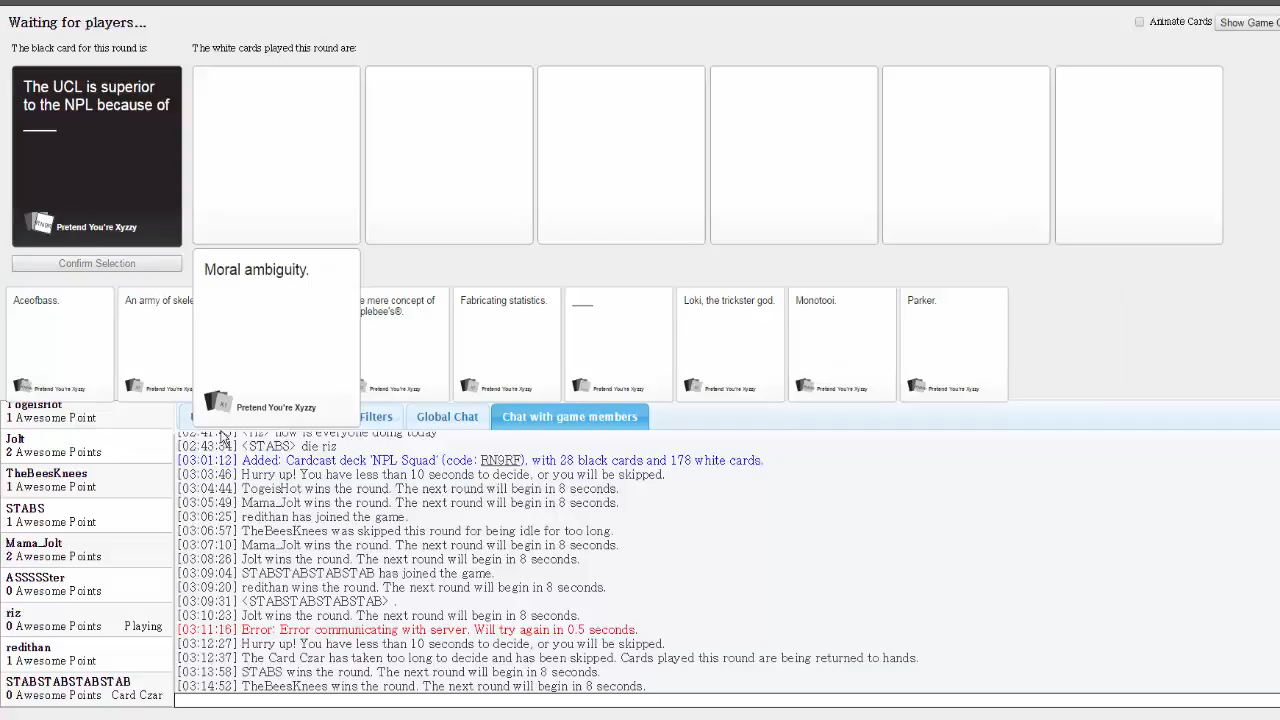 Waiting for players...
Animate Cards
Show Game
The black card for this round is:
The white cards played this round are:
The UCL is superior
to the NPL because of
____
Pretend You're Xyzzy
Confirm Selection
Moral ambiguity.
Pretend You're Xyzzy
Aceofbass.
Pretend You're Xyzzy
An army of skele
Pretend You're Xyzzy
e mere concept of
plebee's®.
Pretend You're Xyzzy
Fabricating statistics.
Pretend You're Xyzzy
____
Pretend You're Xyzzy
Loki, the trickster god.
Pretend You're Xyzzy
Monotooi.
Pretend You're Xyzzy
Parker.
Pretend You're Xyzzy
Filters
Global Chat
Chat with game members
TogeisHot
1 Awesome Point
Jolt
2 Awesome Points
TheBeesKnees
1 Awesome Point
STABS
1 Awesome Point
Mama_Jolt
2 Awesome Points
ASSSSSter
0 Awesome Points
riz
0 Awesome Points Playing
redithan
1 Awesome Point
STABSTABSTABSTAB
0 Awesome Points Card Czar
<riz> how is everyone doing today
[02:43:34] <STABS> die riz
[03:01:12] Added: Cardcast deck 'NPL Squad' (code: RN9RF), with 28 black cards and 178 white cards.
[03:03:46] Hurry up! You have less than 10 seconds to decide, or you will be skipped.
[03:04:44] TogeisHot wins the round. The next round will begin in 8 seconds.
[03:05:49] Mama_Jolt wins the round. The next round will begin in 8 seconds.
[03:06:25] redithan has joined the game.
[03:06:57] TheBeesKnees was skipped this round for being idle for too long.
[03:07:10] Mama_Jolt wins the round. The next round will begin in 8 seconds.
[03:08:26] Jolt wins the round. The next round will begin in 8 seconds.
[03:09:04] STABSTABSTABSTAB has joined the game.
[03:09:20] redithan wins the round. The next round will begin in 8 seconds.
[03:09:31] <STABSTABSTABSTAB> .
[03:10:23] Jolt wins the round. The next round will begin in 8 seconds.
[03:11:16] Error: Error communicating with server. Will try again in 0.5 seconds.
[03:12:27] Hurry up! You have less than 10 seconds to decide, or you will be skipped.
[03:12:37] The Card Czar has taken too long to decide and has been skipped. Cards played this round are being returned to hands.
[03:13:58] STABS wins the round. The next round will begin in 8 seconds.
[03:14:52] TheBeesKnees wins the round. The next round will begin in 8 seconds.